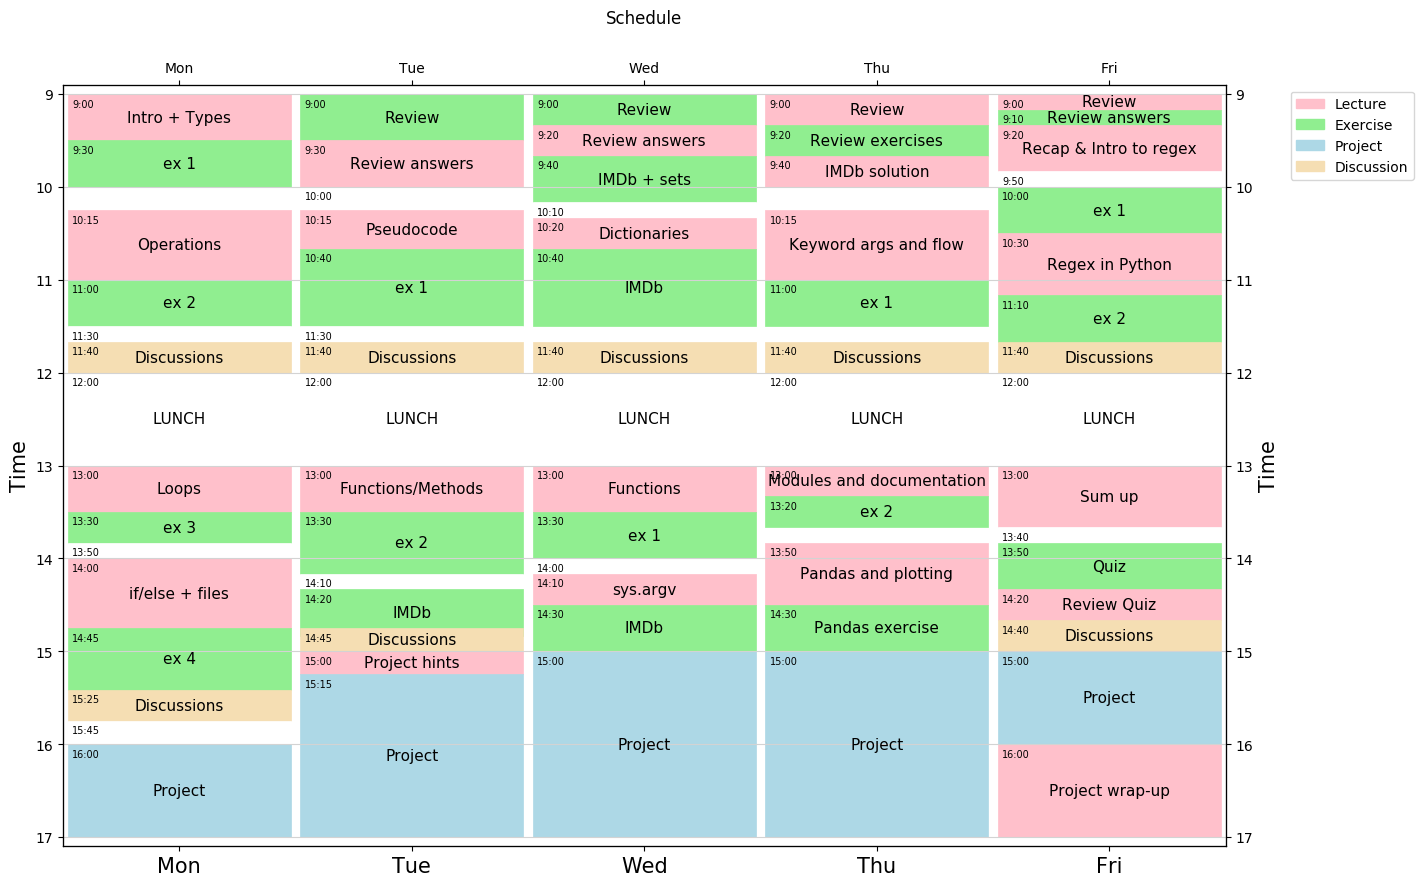 Schedule
Mon Tue Wed Thu Fri
Lecture
Exercise
Project
Discussion
Time
9
10
11
12
13
14
15
16
17
9:00
Intro + Types
9:30
ex 1
10:15
Operations
11:00
ex 2
11:30
11:40
Discussions
12:00
LUNCH
13:00
Loops
13:30
ex 3
13:50
14:00
if/else + files
14:45
ex 4
15:25
Discussions
15:45
16:00
Project
9:00
Review
9:30
Review answers
10:00
10:15
Pseudocode
10:40
ex 1
11:30
11:40
Discussions
12:00
LUNCH
13:00
Functions/Methods
13:30
ex 2
14:10
14:20
IMDb
14:45
Discussions
15:00
Project hints
15:15
Project
9:00
Review
9:20
Review answers
9:40
IMDb + sets
10:10
10:20
Dictionaries
10:40
IMDb
11:40
Discussions
12:00
LUNCH
13:00
Functions
13:30
ex 1
14:00
14:10
sys.argv
14:30
IMDb
15:00
Project
9:00
Review
9:20
Review exercises
9:40
IMDb solution
10:15
Keyword args and flow
11:00
ex 1
11:40
Discussions
12:00
LUNCH
13:00
Modules and documentation
13:20
ex 2
13:50
Pandas and plotting
14:30
Pandas exercise
15:00
Project
9:00
Review
9:10
Review answers
9:20
Recap & Intro to regex
9:50
10:00
ex 1
10:30
Regex in Python
11:10
ex 2
11:40
Discussions
12:00
LUNCH
13:00
Sum up
13:40
13:50
Quiz
14:20
Review Quiz
14:40
Discussions
15:00
Project
16:00
Project wrap-up
9
10
11
12
13
14
15
16
17
Time
Mon Tue Wed Thu Fri